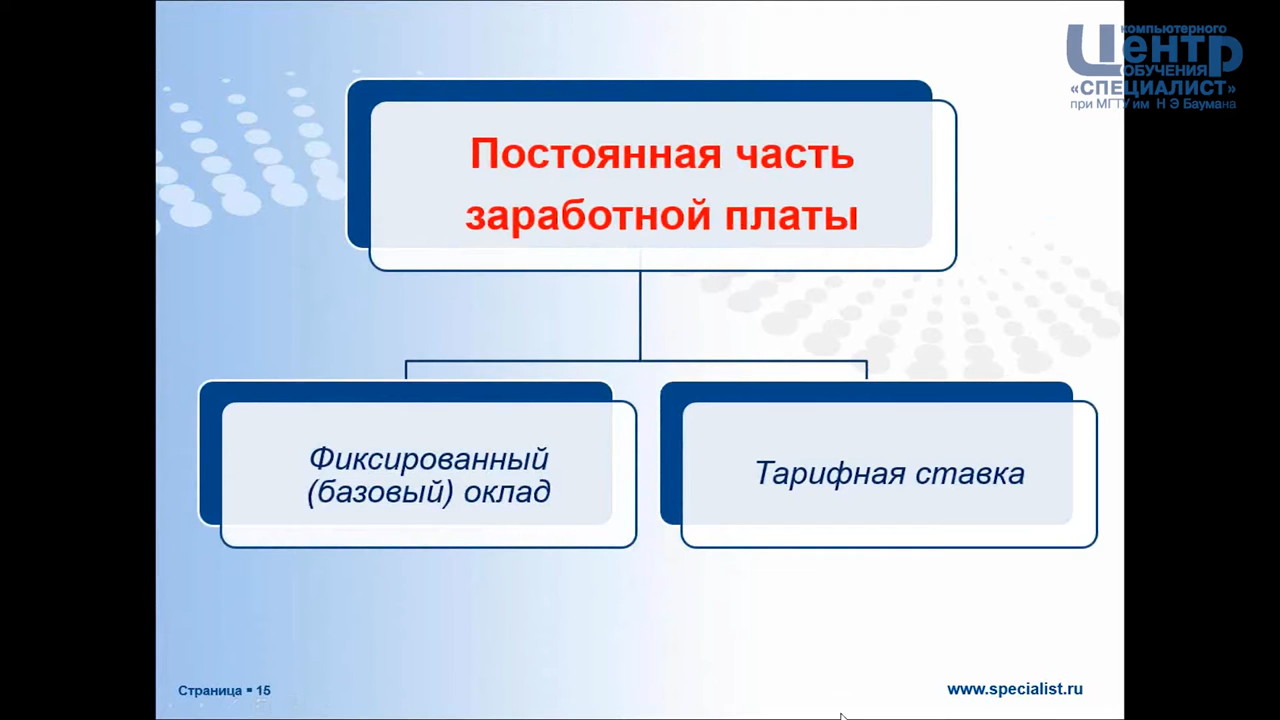 компьютерного
Центр
ОБУЧЕНИЯ
«СПЕЦИАЛИСТ»
при МГТУ им Н Э Баумана
Постоянная часть
заработной платы
Фиксированный
(базовый) оклад
Тарифная ставка
Страница ▪ 15
www.specialist.ru